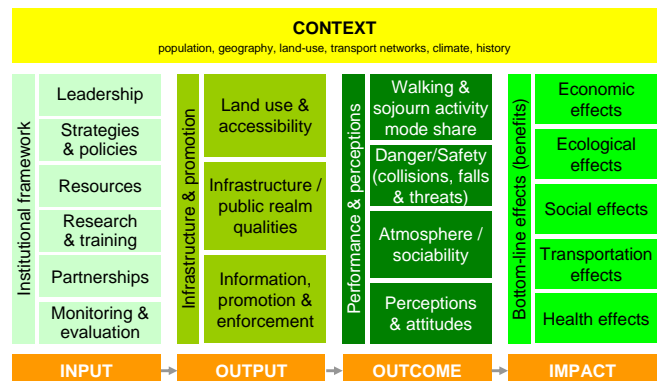 CONTEXT
population, geography, land-use, transport networks, climate, history
Institutional framework
Leadership
Strategies
& policies
Resources
Research
& training
Partnerships
Monitoring &
evaluation
Infrastructure & promotion
Land use &
accessibility
Infrastructure /
public realm
qualities
Information,
promotion &
enforcement
Performance & perceptions
Walking &
sojourn activity
mode share
Danger/Safety
(collisions, falls
& threats)
Atmosphere /
sociability
Perceptions
& attitudes
Bottom-line effects (benefits)
Economic
effects
Ecological
effects
Social effects
Transportation
effects
Health effects
INPUT
OUTPUT
OUTCOME
IMPACT